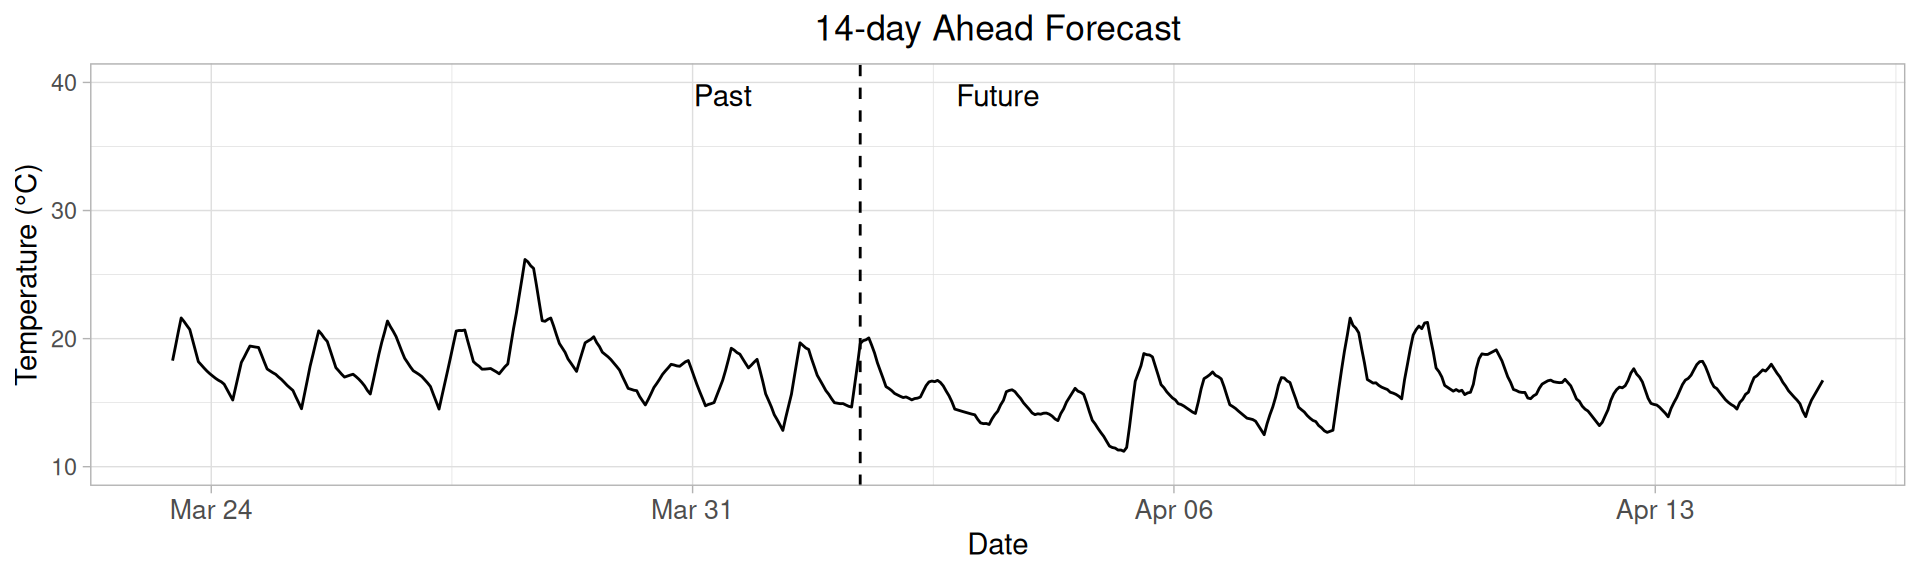 14-day Ahead Forecast
Temperature (°C)
40
30
20
10
Past
Future
Mar 24
Mar 31
Apr 06
Apr 13
Date